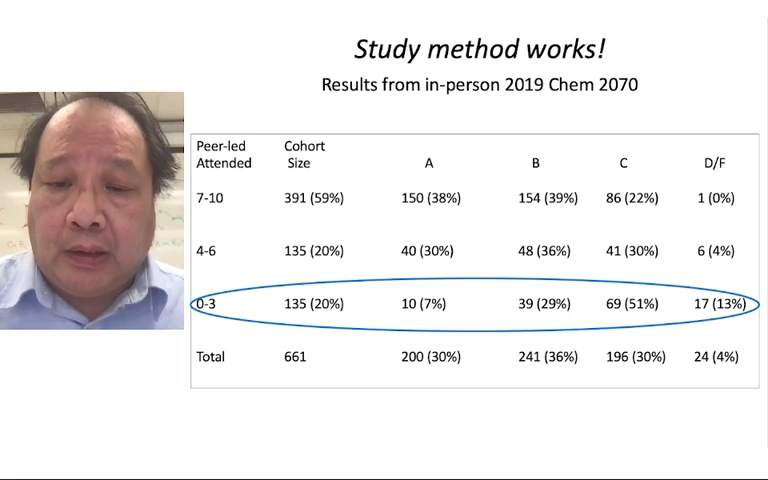 Study method works!
Results from in-person 2019 Chem 2070
Peer-led Attended Cohort Size A B C D/F
7-10 391 (59%) 150 (38%) 154 (39%) 86 (22%) 1 (0%)
4-6 135 (20%) 40 (30%) 48 (36%) 41 (30%) 6 (4%)
0-3 135 (20%) 10 (7%) 39 (29%) 69 (51%) 17 (13%)
Total 661 200 (30%) 241 (36%) 196 (30%) 24 (4%)